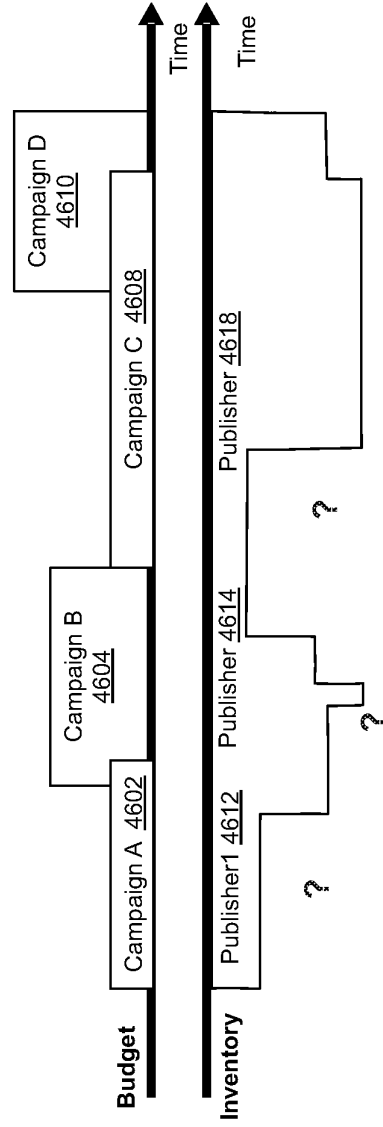 Budget
Campaign A 4602
Campaign B
4604
Campaign C 4608
Campaign D
4610
Time
Inventory
Publisher1 4612
Publisher 4614
Publisher 4618
Time
?
?
?